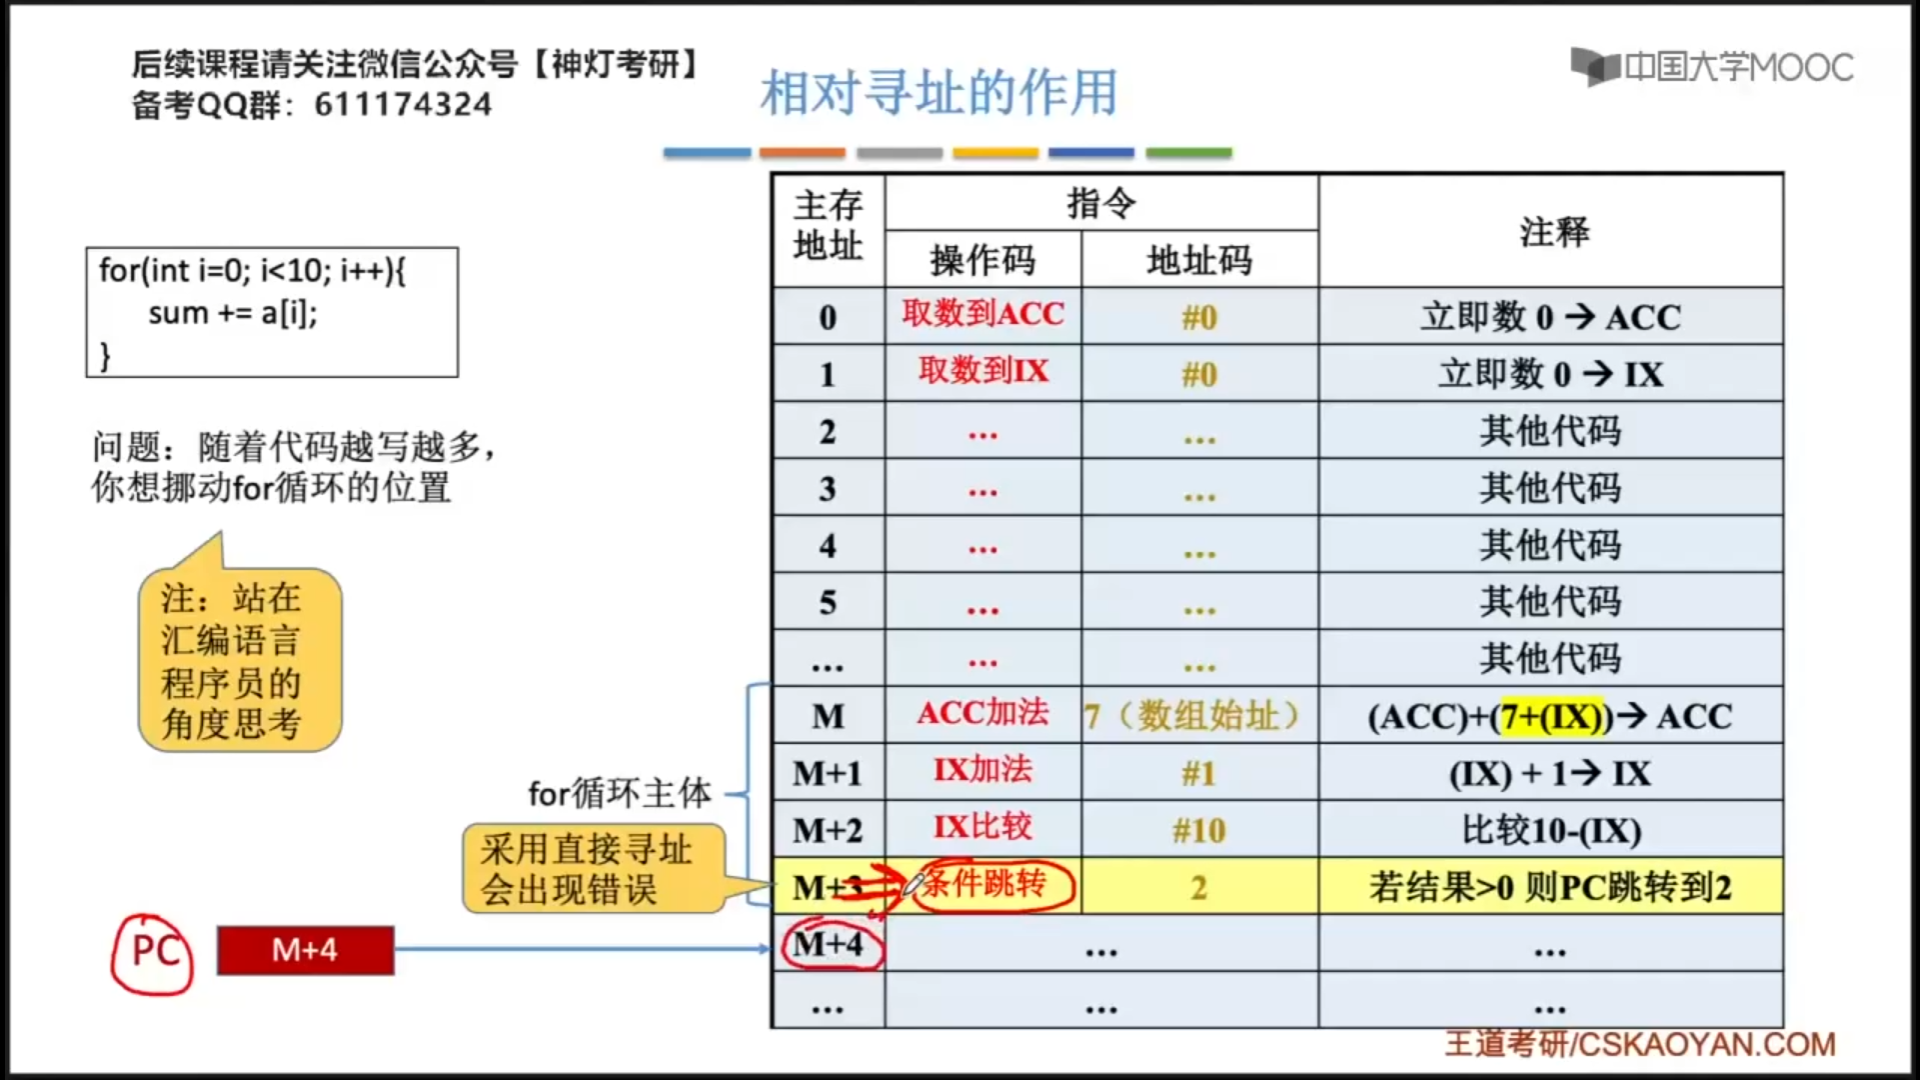 后续课程请关注微信公众号【神灯考研】
备考QQ群：611174324
相对寻址的作用
中国大学MOOC
for(int i=0; i<10; i++){
sum += a[i];
}
问题：随着代码越写越多，
你想挪动for循环的位置
注：站在
汇编语言
程序员的
角度思考
主存地址 指令 注释
操作码 地址码
0 取数到ACC #0 立即数 0 → ACC
1 取数到IX #0 立即数 0 → IX
2 … … 其他代码
3 … … 其他代码
4 … … 其他代码
5 … … 其他代码
… … … 其他代码
M ACC加法 7（数组始址） (ACC)+(7+(IX))→ ACC
M+1 IX加法 #1 (IX) + 1→ IX
M+2 IX比较 #10 比较10-(IX)
M+3 条件跳转 2 若结果>0 则PC跳转到2
M+4 … …
… … …
for循环主体
采用直接寻址
会出现错误
PC M+4
王道考研/CSKAOYAN.COM